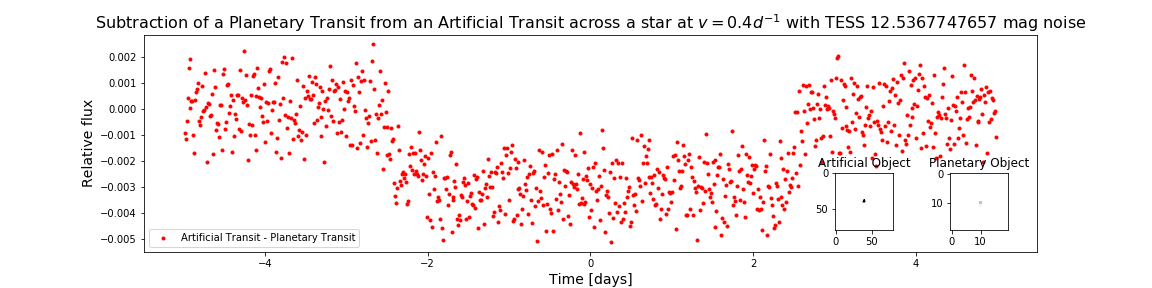 Subtraction of a Planetary Transit from an Artificial Transit across a star at v = 0.4d⁻¹ with TESS 12.5367747657 mag noise
Relative flux
0.002
0.001
0.000
−0.001
−0.002
−0.003
−0.004
−0.005
Artificial Transit - Planetary Transit
Artificial Object
0
50
0 50
Planetary Object
0
10
0 10
−4 −2 0 2 4
Time [days]